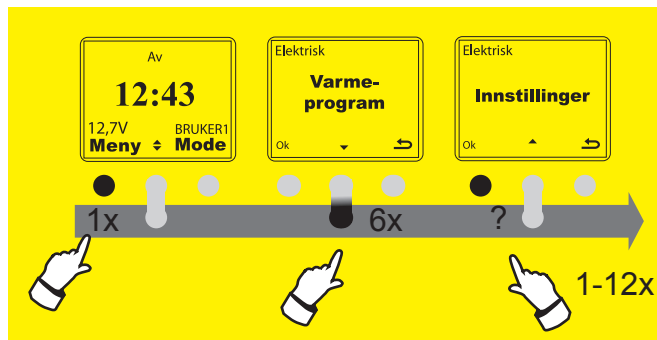 Av
12:43
12,7V BRUKER1
Meny Mode
Elektrisk
Varme-
program
Ok
Elektrisk
Innstillinger
Ok
1x
6x
?
1-12x